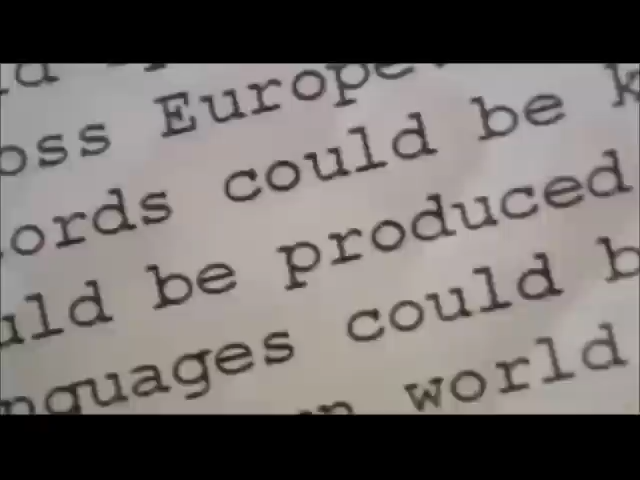 oss Europe
ords could be k
uld be produced
nguages could b
world